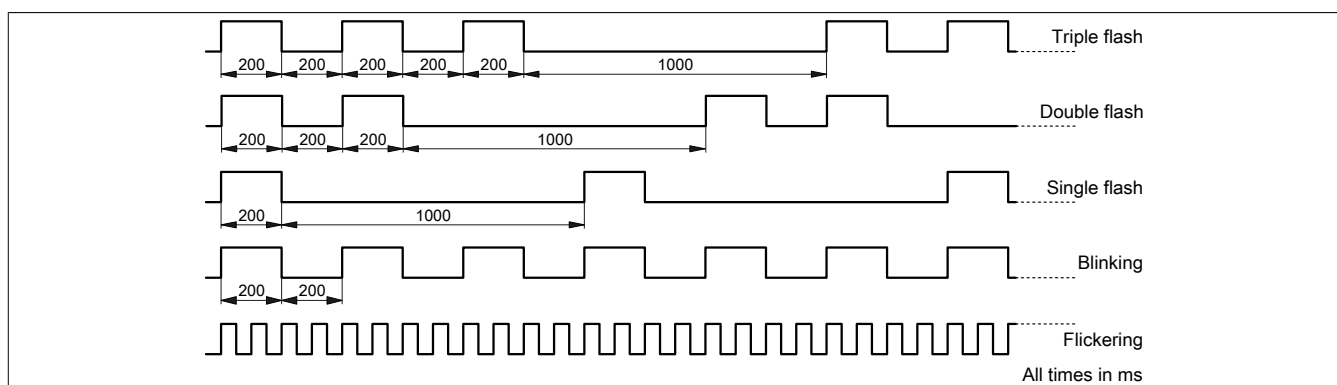 Triple flash
200 200 200 200 200 1000
Double flash
200 200 200 1000
Single flash
200 1000
Blinking
200 200
Flickering
All times in ms